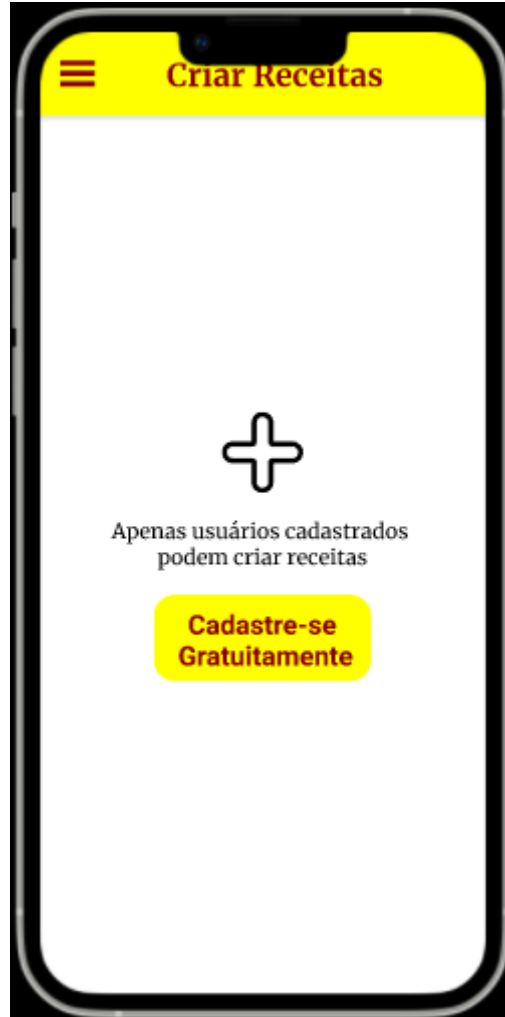 Criar Receitas
Apenas usuários cadastrados
podem criar receitas
Cadastre-se
Gratuitamente